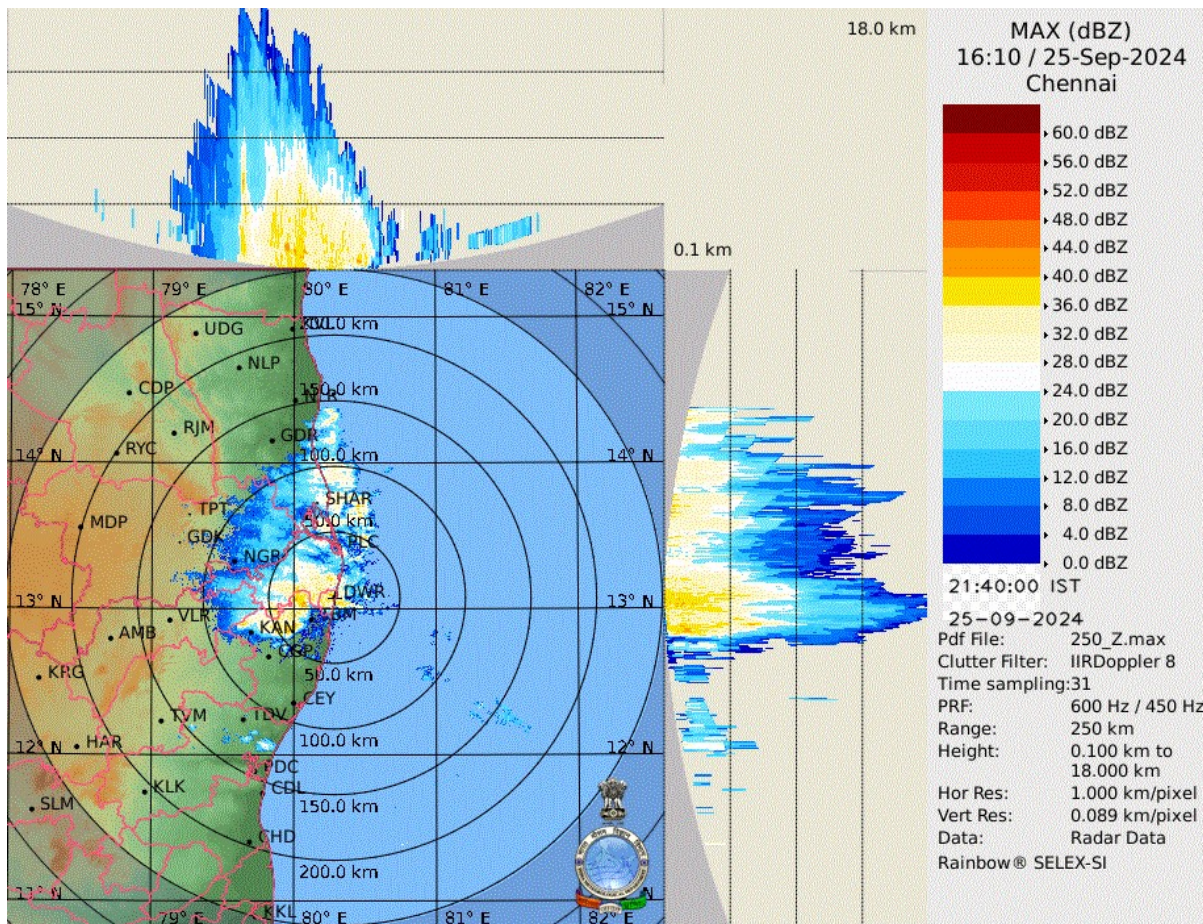 18.0 km
0.1 km
78° E
79° E
80° E
81° E
82° E
15° N
15° N
200.0 km
UDG
NLP
CDP
150.0 km
NLR
RJM
GDR
RYC
100.0 km
14° N
14° N
SHAR
TPT
MDP
50.0 km
GDK
PLC
NGR
DWR
13° N
13° N
VLR
KAN
AMB
CGP
KRG
50.0 km
CEY
TVM
TDV
HAR
100.0 km
12° N
12° N
PDC
KLK
CDL
SLM
150.0 km
CHD
200.0 km
11° N
11° N
79° E
KKL
80° E
81° E
82° E
MAX (dBZ)
16:10 / 25-Sep-2024
Chennai
60.0 dBZ
56.0 dBZ
52.0 dBZ
48.0 dBZ
44.0 dBZ
40.0 dBZ
36.0 dBZ
32.0 dBZ
28.0 dBZ
24.0 dBZ
20.0 dBZ
16.0 dBZ
12.0 dBZ
8.0 dBZ
4.0 dBZ
0.0 dBZ
21:40:00 IST
25-09-2024
Pdf File: 250_Z.max
Clutter Filter: IIRDoppler 8
Time sampling:31
PRF: 600 Hz / 450 Hz
Range: 250 km
Height: 0.100 km to
18.000 km
Hor Res: 1.000 km/pixel
Vert Res: 0.089 km/pixel
Data: Radar Data
Rainbow® SELEX-SI